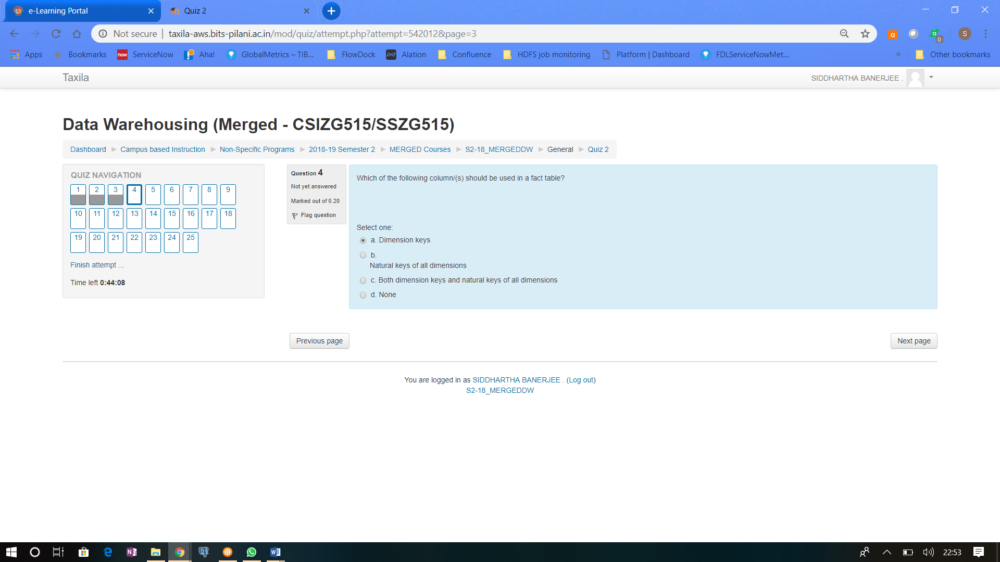 e-Learning Portal
Quiz 2
Not secure | taxila-aws.bits-pilani.ac.in/mod/quiz/attempt.php?attempt=542012&page=3
a
0
S
Apps
Bookmarks
now ServiceNow
Aha!
GlobalMetrics – TIB...
FlowDock
Alation
Confluence
HDFS job monitoring
Platform | Dashboard
FDLServiceNowMet...
»
Other bookmarks
Taxila
SIDDHARTHA BANERJEE .
Data Warehousing (Merged - CSIZG515/SSZG515)
Dashboard ► Campus based Instruction ► Non-Specific Programs ► 2018-19 Semester 2 ► MERGED Courses ► S2-18_MERGEDDW ► General ► Quiz 2
QUIZ NAVIGATION
1 2 3 4 5 6 7 8 9
10 11 12 13 14 15 16 17 18
19 20 21 22 23 24 25
Finish attempt ...
Time left 0:44:08
Question 4
Not yet answered
Marked out of 0.20
Flag question
Which of the following column/(s) should be used in a fact table?
Select one:
a. Dimension keys
b.
Natural keys of all dimensions
c. Both dimension keys and natural keys of all dimensions
d. None
Previous page
Next page
You are logged in as SIDDHARTHA BANERJEE . (Log out)
S2-18_MERGEDDW
22:53